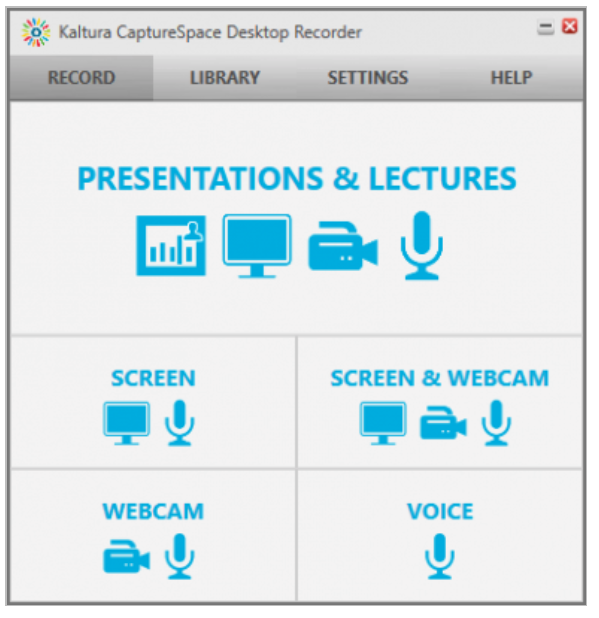 Kaltura CaptureSpace Desktop Recorder
RECORD LIBRARY SETTINGS HELP
PRESENTATIONS & LECTURES
SCREEN
SCREEN & WEBCAM
WEBCAM
VOICE